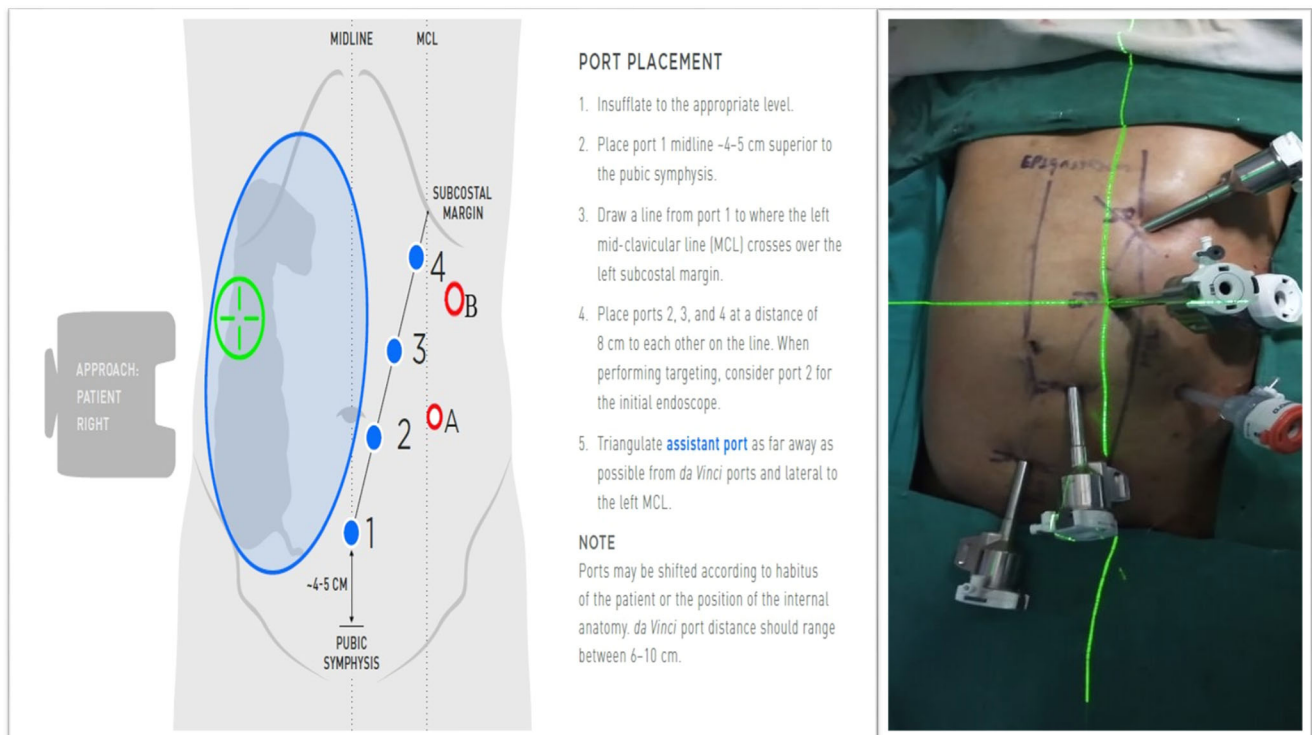 MIDLINE
MCL
SUBCOSTAL
MARGIN
4
B
3
A
2
1
~4-5 CM
PUBIC
SYMPHYSIS
APPROACH:
PATIENT
RIGHT
PORT PLACEMENT
1. Insufflate to the appropriate level.
2. Place port 1 midline ~4-5 cm superior to
the pubic symphysis.
3. Draw a line from port 1 to where the left
mid-clavicular line (MCL) crosses over the
left subcostal margin.
4. Place ports 2, 3, and 4 at a distance of
8 cm to each other on the line. When
performing targeting, consider port 2 for
the initial endoscope.
5. Triangulate assistant port as far away as
possible from da Vinci ports and lateral to
the left MCL.
NOTE
Ports may be shifted according to habitus
of the patient or the position of the internal
anatomy. da Vinci port distance should range
between 6-10 cm.